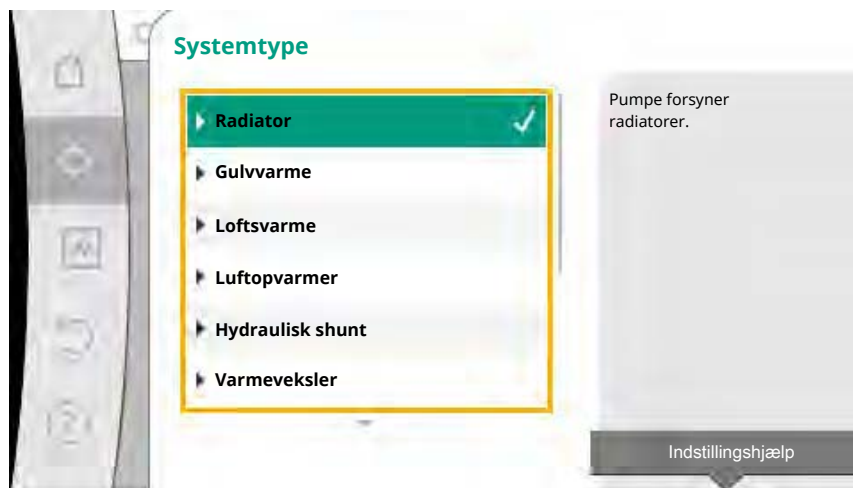 Systemtype
Radiator
Gulvvarme
Loftsvarme
Luftopvarmer
Hydraulisk shunt
Varmeveksler
Pumpe forsyner
radiatorer.
Indstillingshjælp